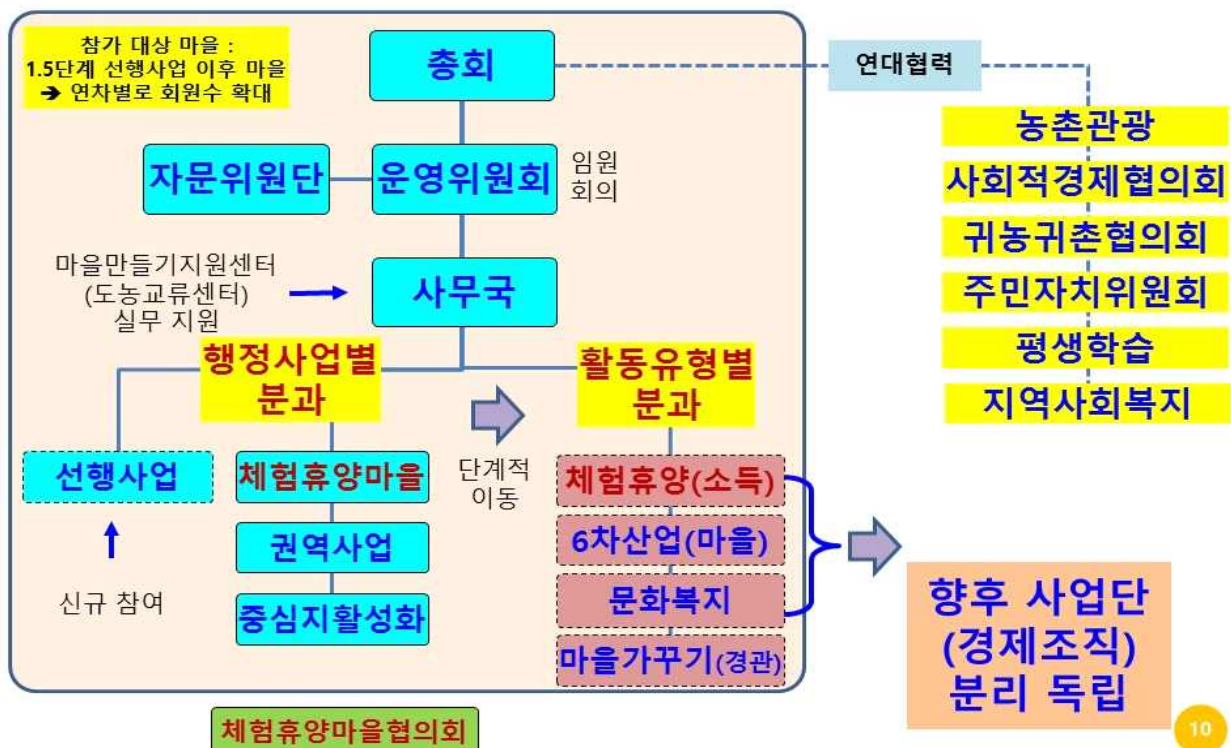 참가 대상 마을 :
1.5단계 선행사업 이후 마을
➔ 연차별로 회원수 확대
총회
연대협력
자문위원단
운영위원회
임원
회의
마을만들기지원센터
(도농교류센터)
실무 지원
사무국
농촌관광
사회적경제협의회
귀농귀촌협의회
주민자치위원회
평생학습
지역사회복지
행정사업별
분과
활동유형별
분과
선행사업
신규 참여
체험휴양마을
권역사업
중심지활성화
단계적
이동
체험휴양(소득)
6차산업(마을)
문화복지
마을가꾸기(경관)
향후 사업단
(경제조직)
분리 독립
체험휴양마을협의회
10